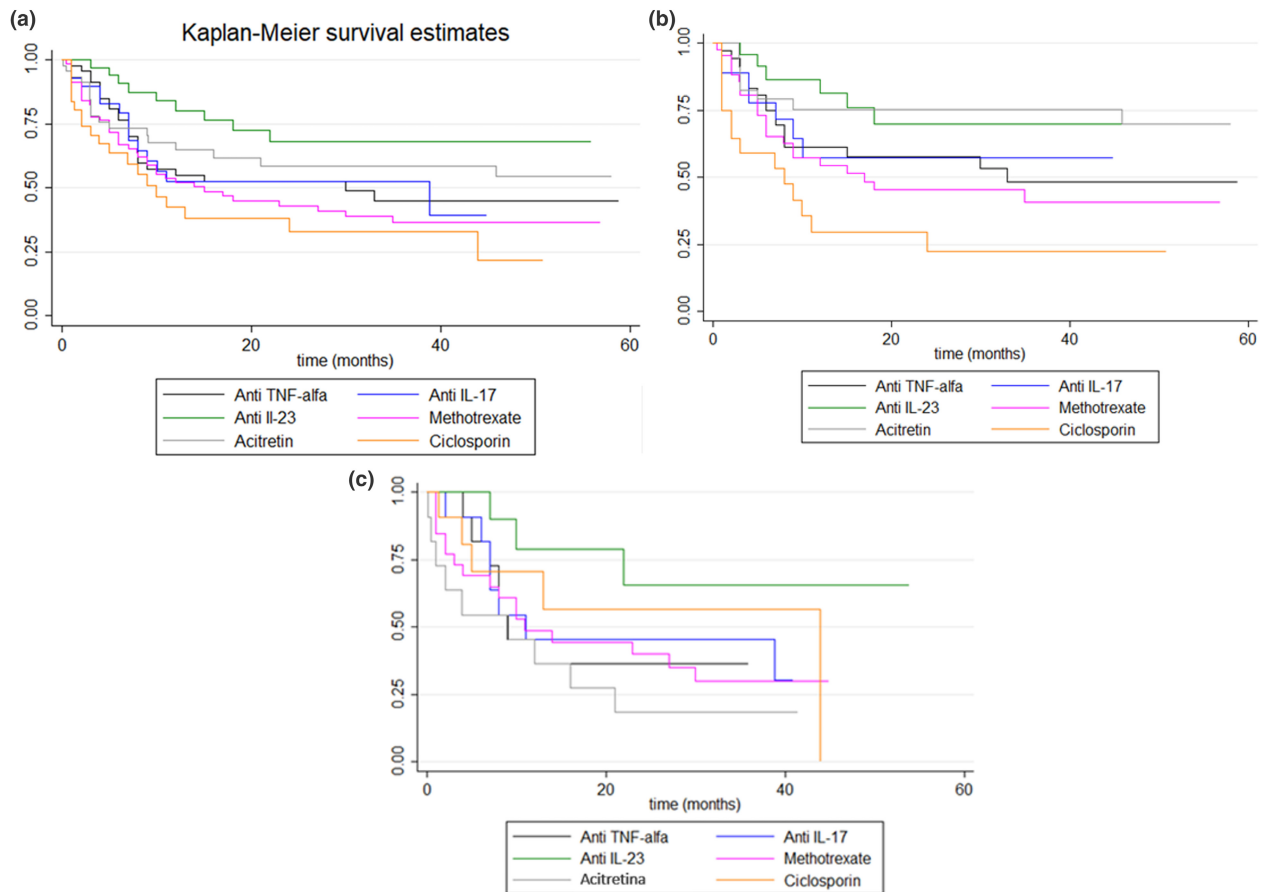 (a)
Kaplan-Meier survival estimates
1.00
0.75
0.50
0.25
0.00
0 20 40 60
time (months)
Anti TNF-alfa Anti IL-17
Anti Il-23 Methotrexate
Acitretin Ciclosporin
(b)
1.00
0.75
0.50
0.25
0.00
0 20 40 60
time (months)
Anti TNF-alfa Anti IL-17
Anti IL-23 Methotrexate
Acitretin Ciclosporin
(c)
1.00
0.75
0.50
0.25
0.00
0 20 40 60
time (months)
Anti TNF-alfa Anti IL-17
Anti IL-23 Methotrexate
Acitretina Ciclosporin